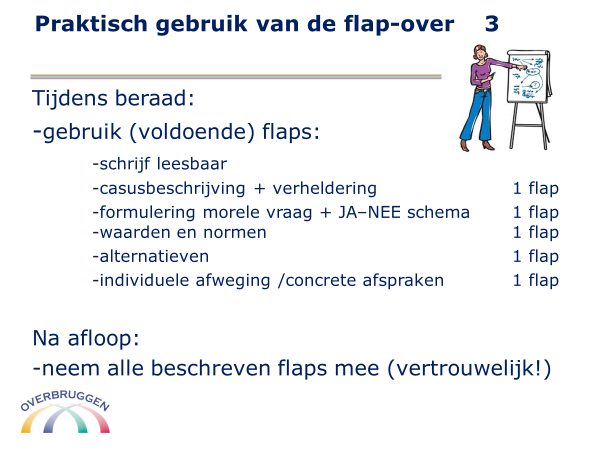 Praktisch gebruik van de flap-over 3
Tijdens beraad:
-gebruik (voldoende) flaps:
-schrijf leesbaar
-casusbeschrijving + verheldering 1 flap
-formulering morele vraag + JA–NEE schema 1 flap
-waarden en normen 1 flap
-alternatieven 1 flap
-individuele afweging /concrete afspraken 1 flap
Na afloop:
-neem alle beschreven flaps mee (vertrouwelijk!)
OVERBRUGGEN